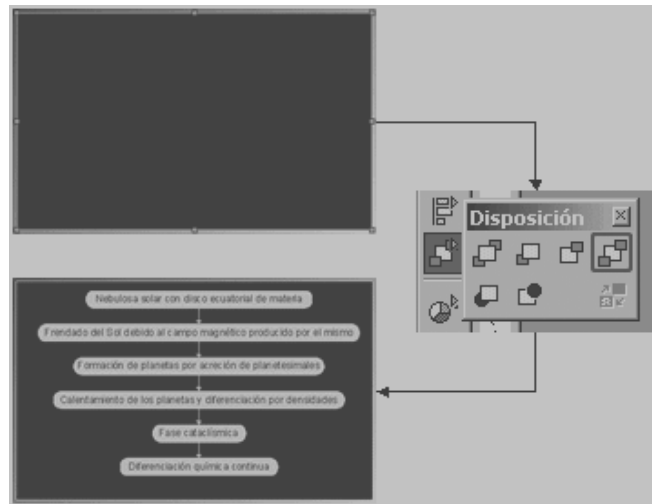 Disposición
Nebulosa solar con disco ecuatorial de materia
Frendado del Sol debido al campo magnético producido por el mismo
Formación de planetas por acreción de planetesimales
Calentamiento de los planetas y diferenciación por densidades
Fase cataclísmica
Diferenciación química continua